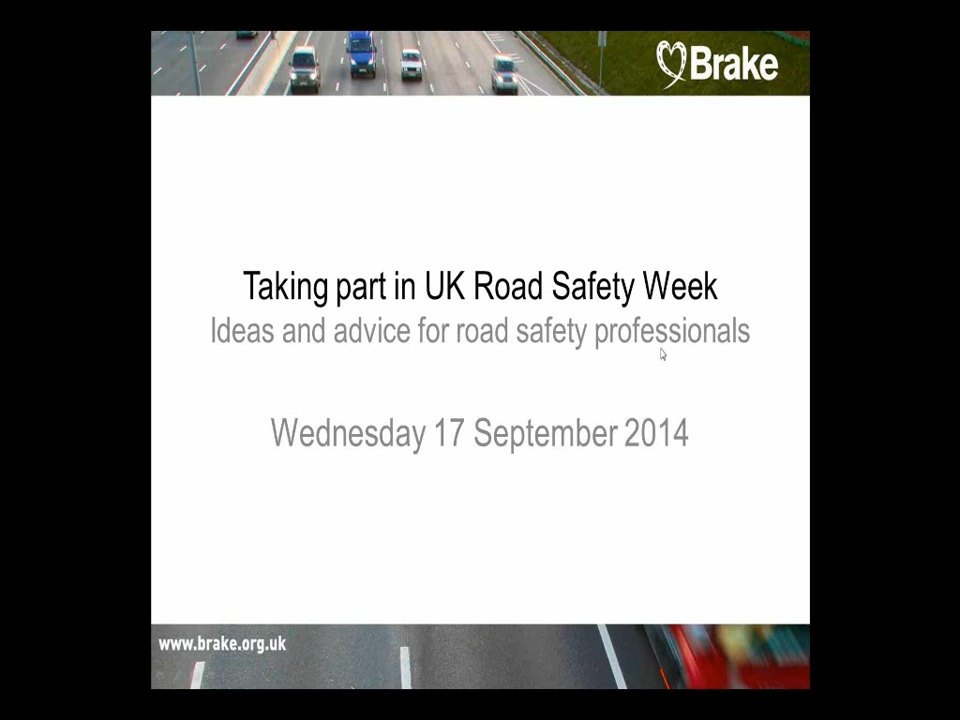 Brake
Taking part in UK Road Safety Week
Ideas and advice for road safety professionals
Wednesday 17 September 2014
www.brake.org.uk